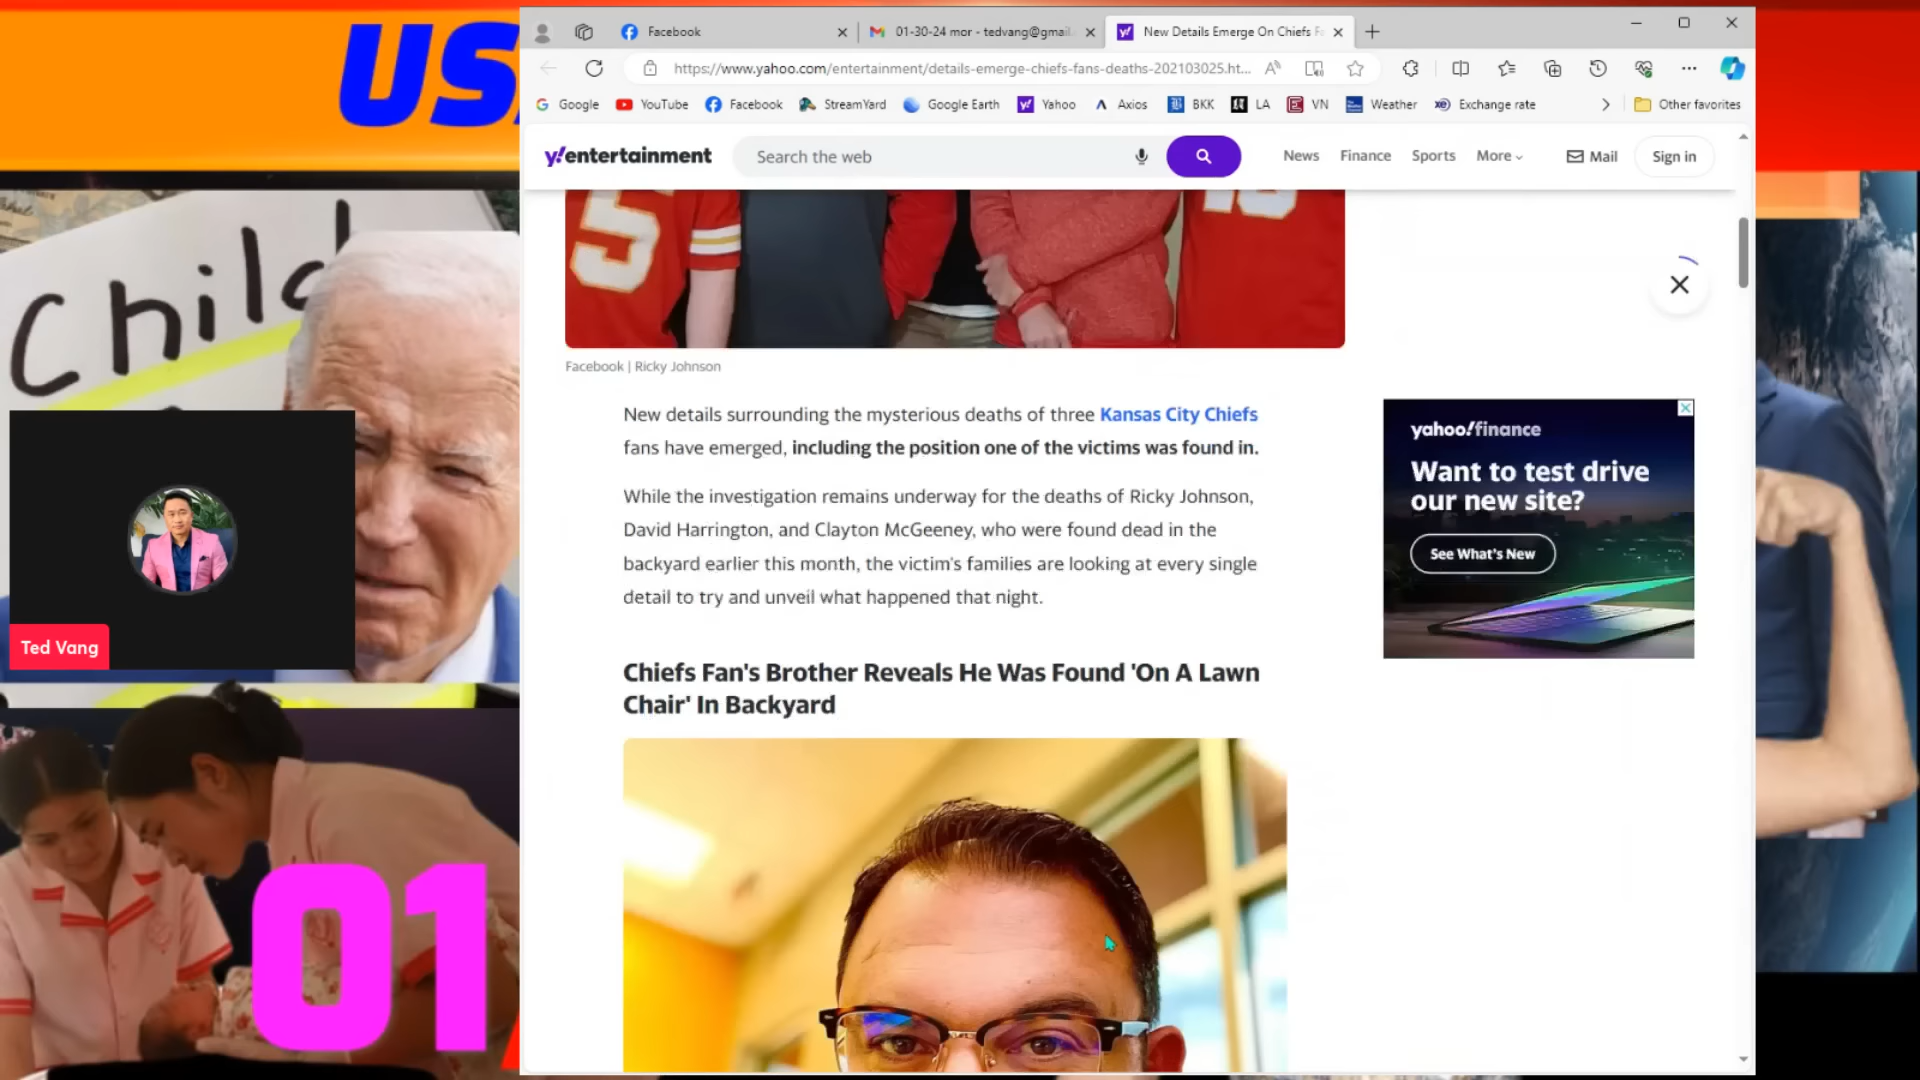 US
Child
Ted Vang
01
Facebook
01-30-24 mor - tedvang@gmail.
New Details Emerge On Chiefs F
https://www.yahoo.com/entertainment/details-emerge-chiefs-fans-deaths-202103025.ht...
Google
YouTube
Facebook
StreamYard
Google Earth
Yahoo
Axios
BKK
LA
VN
Weather
Exchange rate
Other favorites
y!entertainment
Search the web
News
Finance
Sports
More
Mail
Sign in
5
Facebook | Ricky Johnson
New details surrounding the mysterious deaths of three Kansas City Chiefs
fans have emerged, including the position one of the victims was found in.
While the investigation remains underway for the deaths of Ricky Johnson,
David Harrington, and Clayton McGeeney, who were found dead in the
backyard earlier this month, the victim's families are looking at every single
detail to try and unveil what happened that night.
Chiefs Fan's Brother Reveals He Was Found 'On A Lawn
Chair' In Backyard
yahoo!finance
Want to test drive
our new site?
See What's New